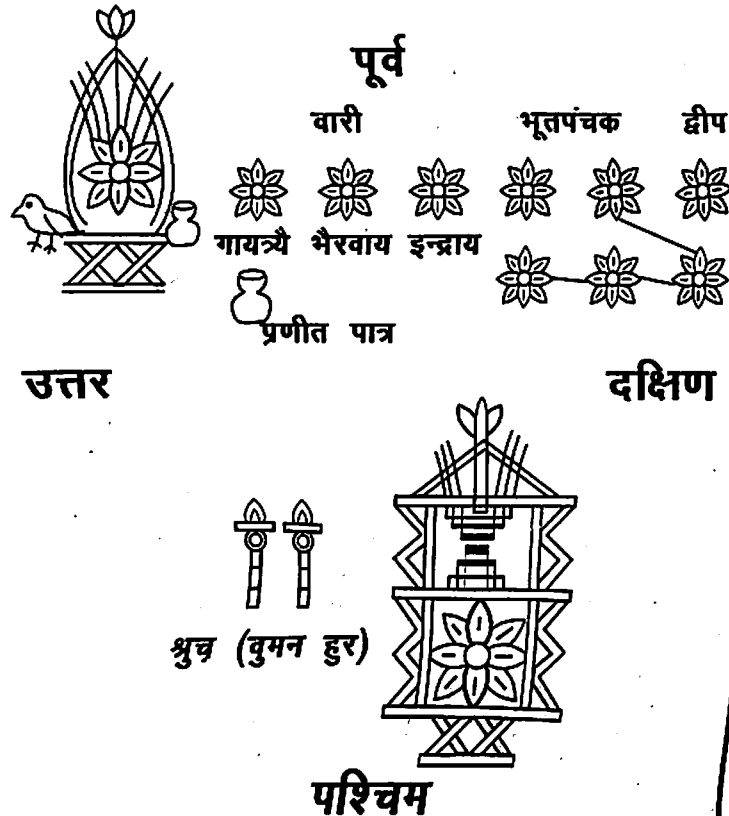 पूर्व
वारी भूतपंचक द्वीप
गायत्र्यै भैरवाय इन्द्राय
प्रणीत पात्र
उत्तर दक्षिण
श्रुच़ (वुमन हुर)
पश्चिम